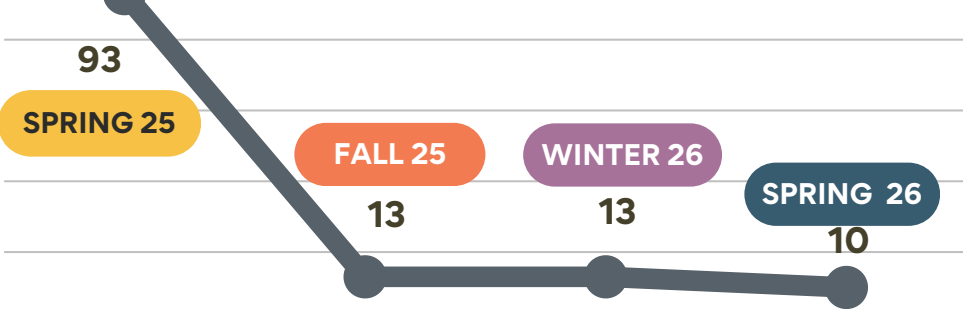 93
SPRING 25
FALL 25
13
WINTER 26
13
SPRING 26
10